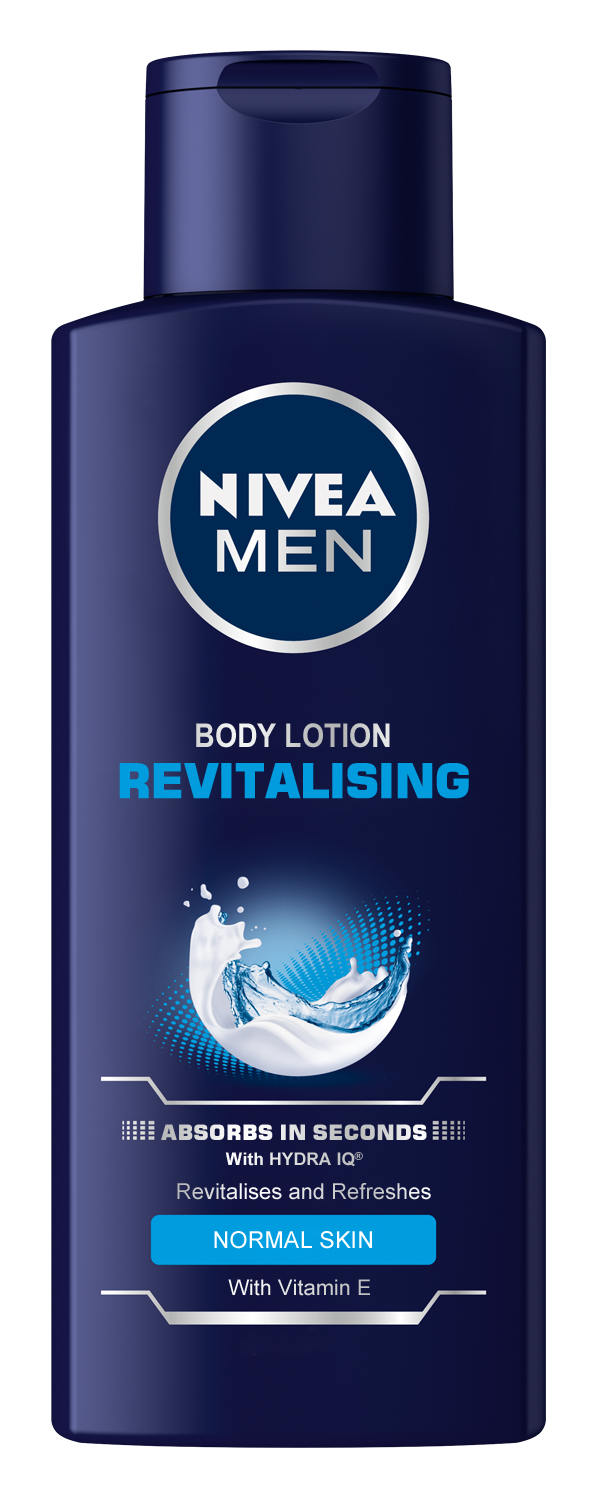 NIVEA
MEN
BODY LOTION
REVITALISING
ABSORBS IN SECONDS
With HYDRA IQ®
Revitalises and Refreshes
NORMAL SKIN
With Vitamin E